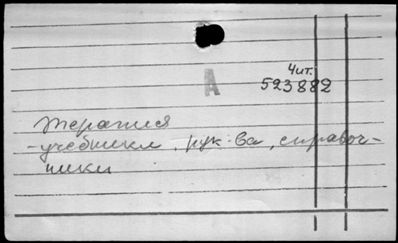 А
Чит.
523882
Терапия
- учебники, рук-ва, справоч-
ники